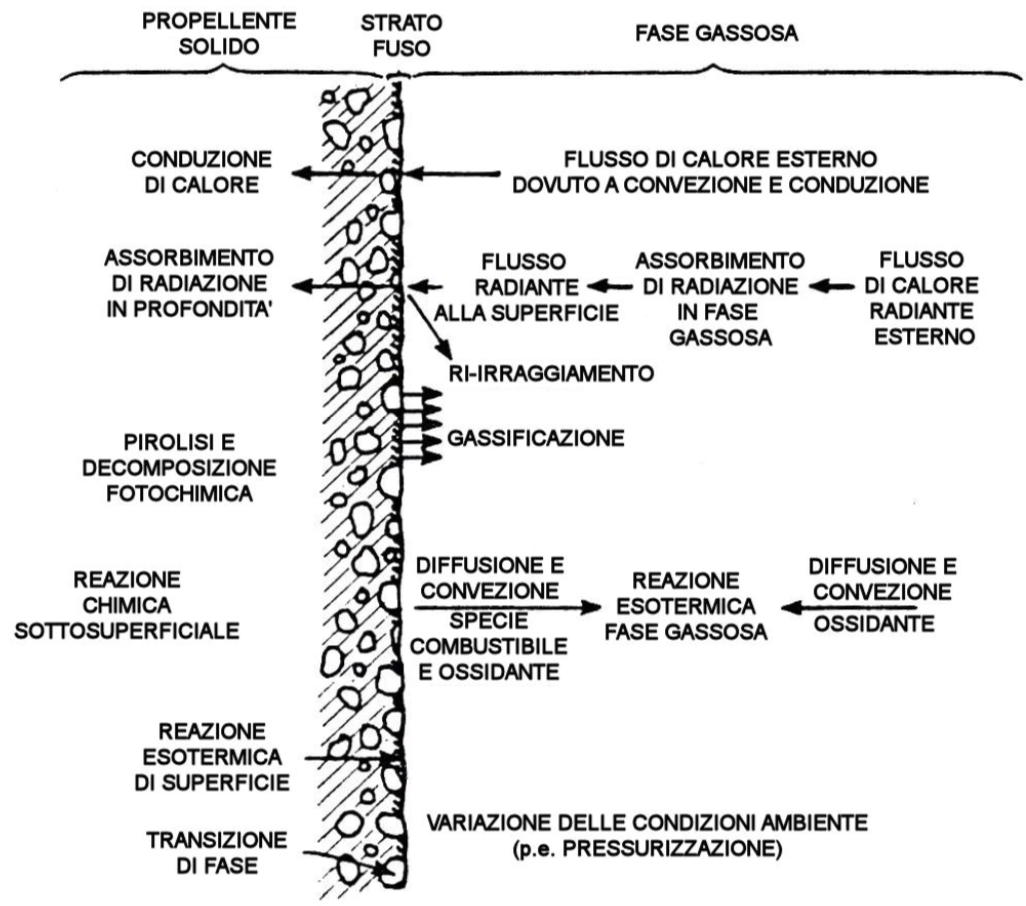 PROPELLENTE
SOLIDO
STRATO
FUSO
FASE GASSOSA
CONDUZIONE
DI CALORE
FLUSSO DI CALORE ESTERNO
DOVUTO A CONVEZIONE E CONDUZIONE
ASSORBIMENTO
DI RADIAZIONE
IN PROFONDITA'
FLUSSO
RADIANTE
ALLA SUPERFICIE
ASSORBIMENTO
DI RADIAZIONE
IN FASE
GASSOSA
FLUSSO
DI CALORE
RADIANTE
ESTERNO
RI-IRRAGGIAMENTO
GASSIFICAZIONE
PIROLISI E
DECOMPOSIZIONE
FOTOCHIMICA
REAZIONE
CHIMICA
SOTTOSUPERFICIALE
DIFFUSIONE E
CONVEZIONE
SPECIE
COMBUSTIBILE
E OSSIDANTE
REAZIONE
ESOTERMICA
FASE GASSOSA
DIFFUSIONE E
CONVEZIONE
OSSIDANTE
REAZIONE
ESOTERMICA
DI SUPERFICIE
TRANSIZIONE
DI FASE
VARIAZIONE DELLE CONDIZIONI AMBIENTE
(p.e. PRESSURIZZAZIONE)